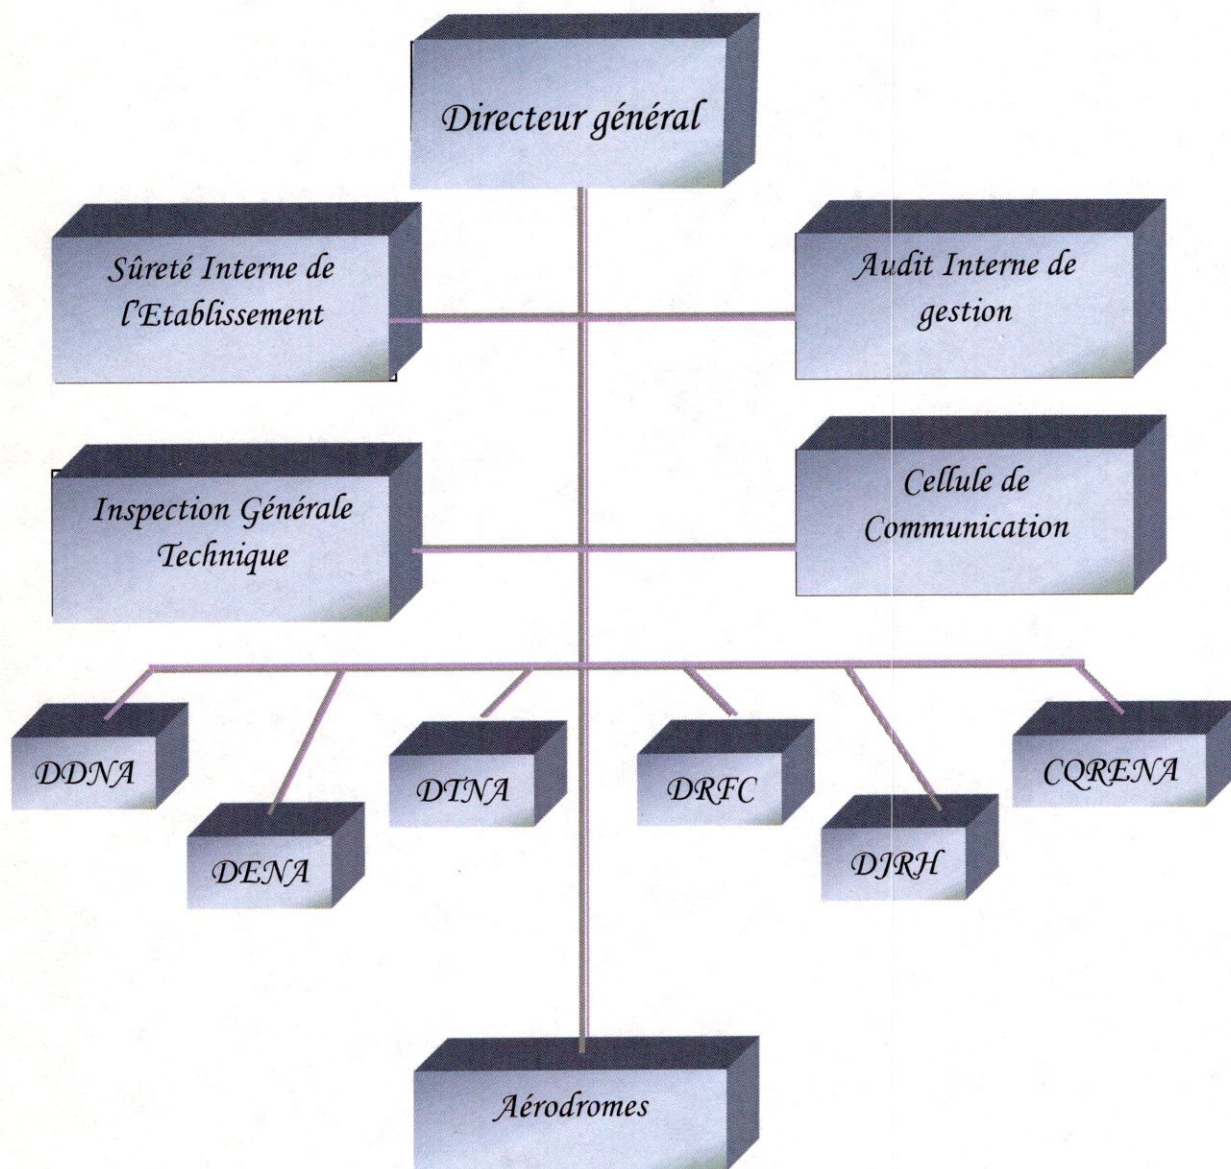 Directeur général
Sûreté Interne de
l'Etablissement
Audit Interne de
gestion
Inspection Générale
Technique
Cellule de
Communication
DDNA
DENA
DTNA
DRFC
DJRH
CQRENA
Aérodromes